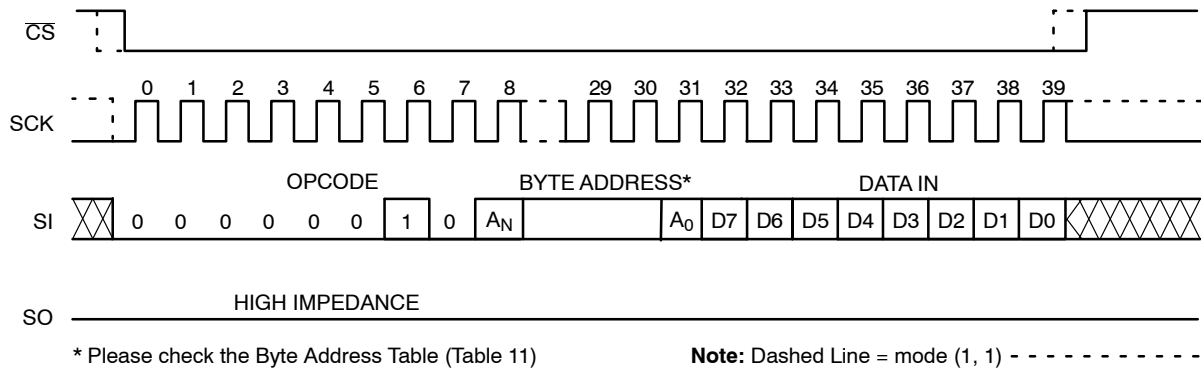 CS
0 1 2 3 4 5 6 7 8 29 30 31 32 33 34 35 36 37 38 39
SCK
OPCODE BYTE ADDRESS* DATA IN
SI 0 0 0 0 0 0 1 0 AN A0 D7 D6 D5 D4 D3 D2 D1 D0
HIGH IMPEDANCE
SO
* Please check the Byte Address Table (Table 11) Note: Dashed Line = mode (1, 1)